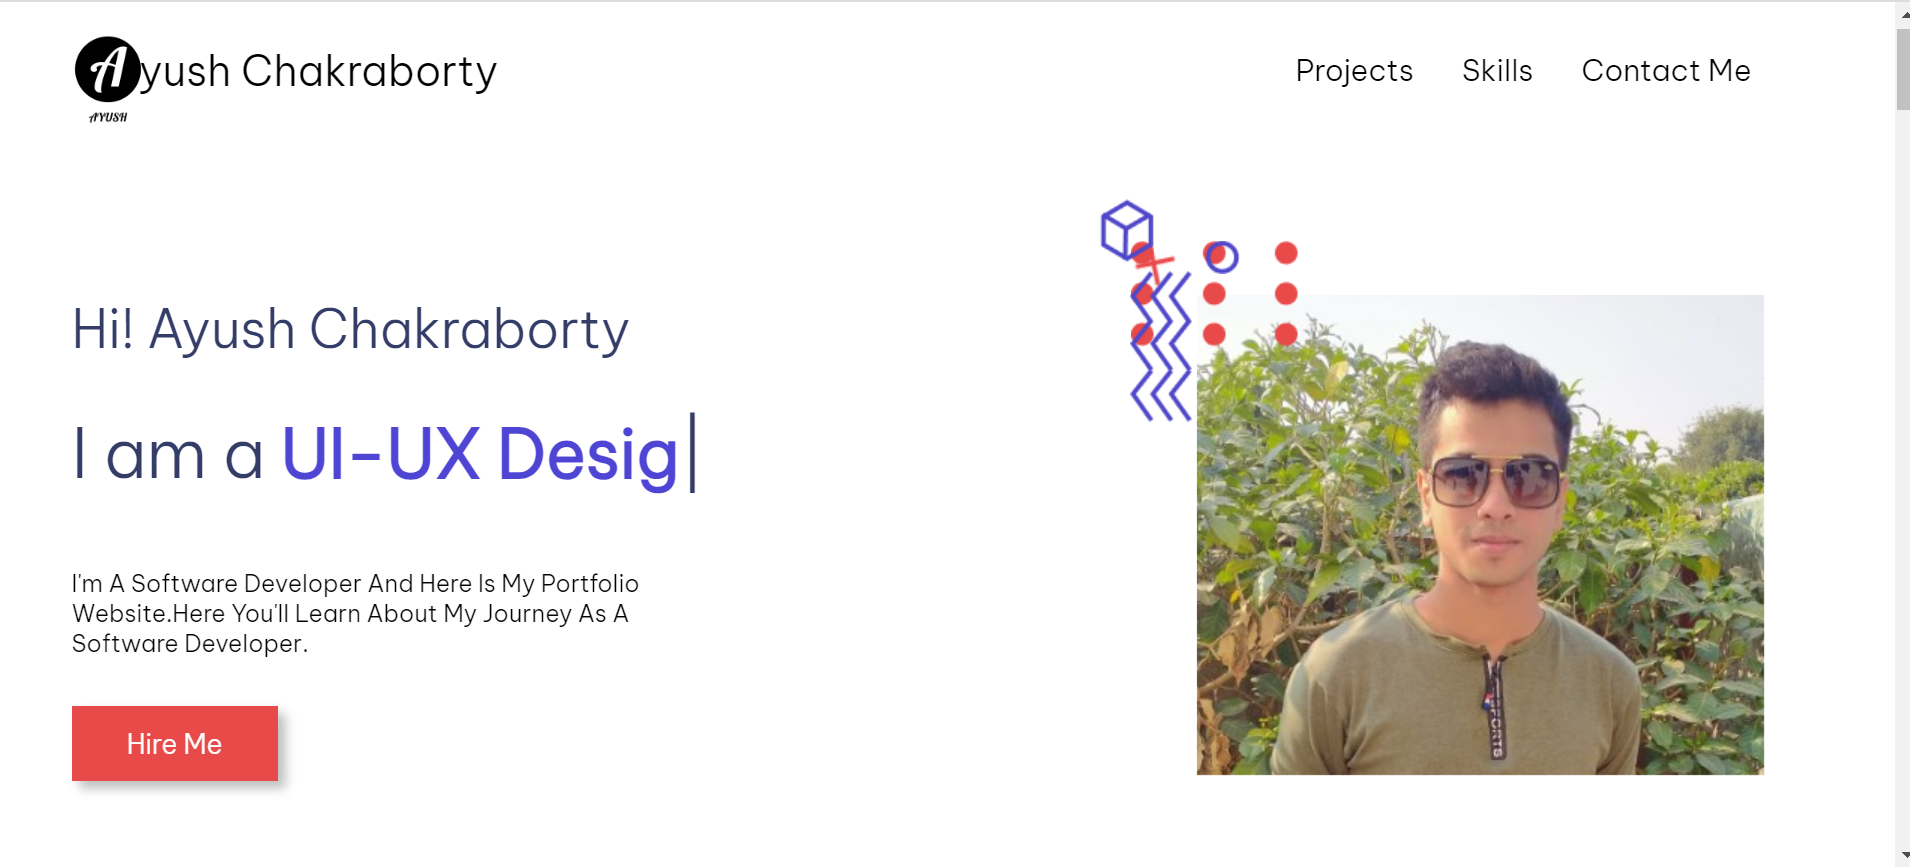 Ayush Chakraborty
AYUSH
Projects
Skills
Contact Me
Hi! Ayush Chakraborty
I am a UI-UX Desig
I'm A Software Developer And Here Is My Portfolio
Website.Here You'll Learn About My Journey As A
Software Developer.
Hire Me
SPORTS